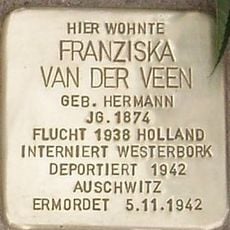 HIER WOHNTE
FRANZISKA
VAN DER VEEN
GEB. HERMANN
JG. 1874
FLUCHT 1938 HOLLAND
INTERNIERT WESTERBORK
DEPORTIERT 1942
AUSCHWITZ
ERMORDET 5.11.1942